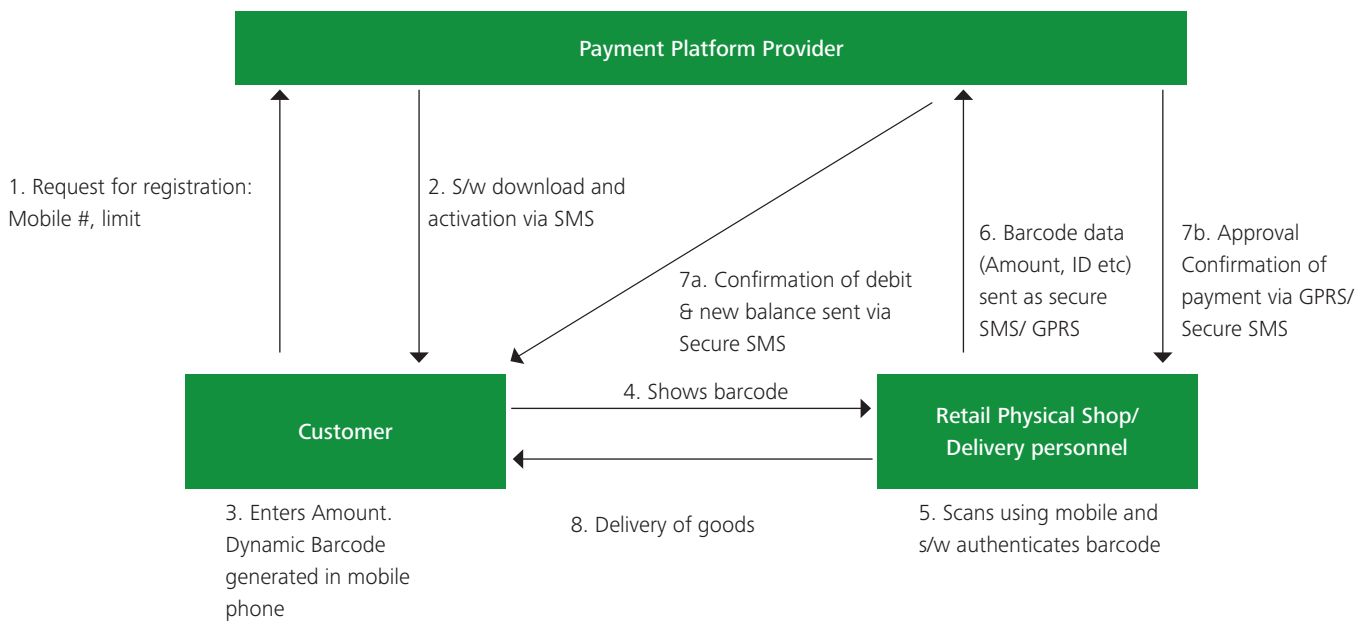 Payment Platform Provider
1. Request for registration:
Mobile #, limit
2. S/w download and
activation via SMS
7a. Confirmation of debit
& new balance sent via
Secure SMS
6. Barcode data
(Amount, ID etc)
sent as secure
SMS/ GPRS
7b. Approval
Confirmation of
payment via GPRS/
Secure SMS
Customer
4. Shows barcode
Retail Physical Shop/
Delivery personnel
3. Enters Amount.
Dynamic Barcode
generated in mobile
phone
8. Delivery of goods
5. Scans using mobile and
s/w authenticates barcode